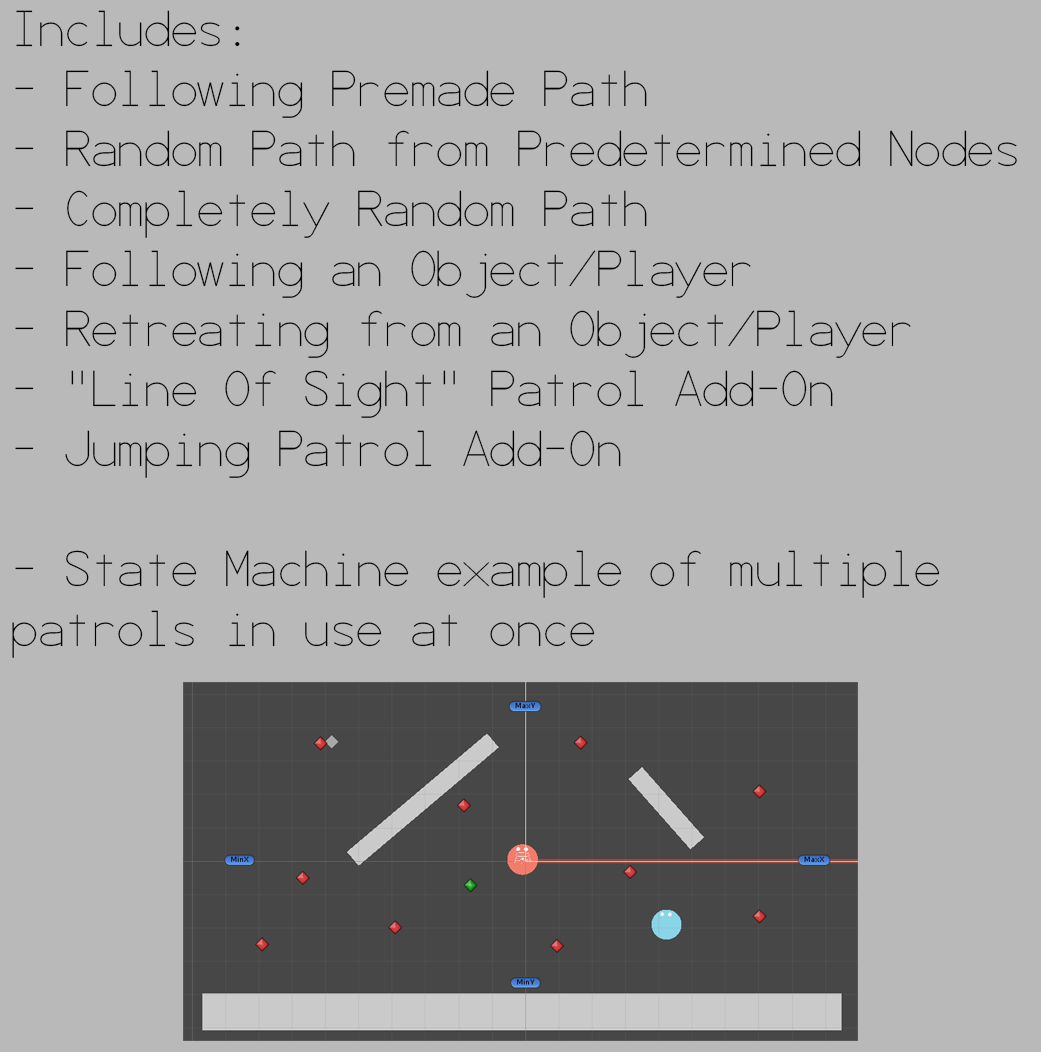 Includes:
- Following Premade Path
- Random Path from Predetermined Nodes
- Completely Random Path
- Following an Object/Player
- Retreating from an Object/Player
- "Line Of Sight" Patrol Add-On
- Jumping Patrol Add-On
- State Machine example of multiple
patrols in use at once
MaxY
MinX
MaxX
MinY